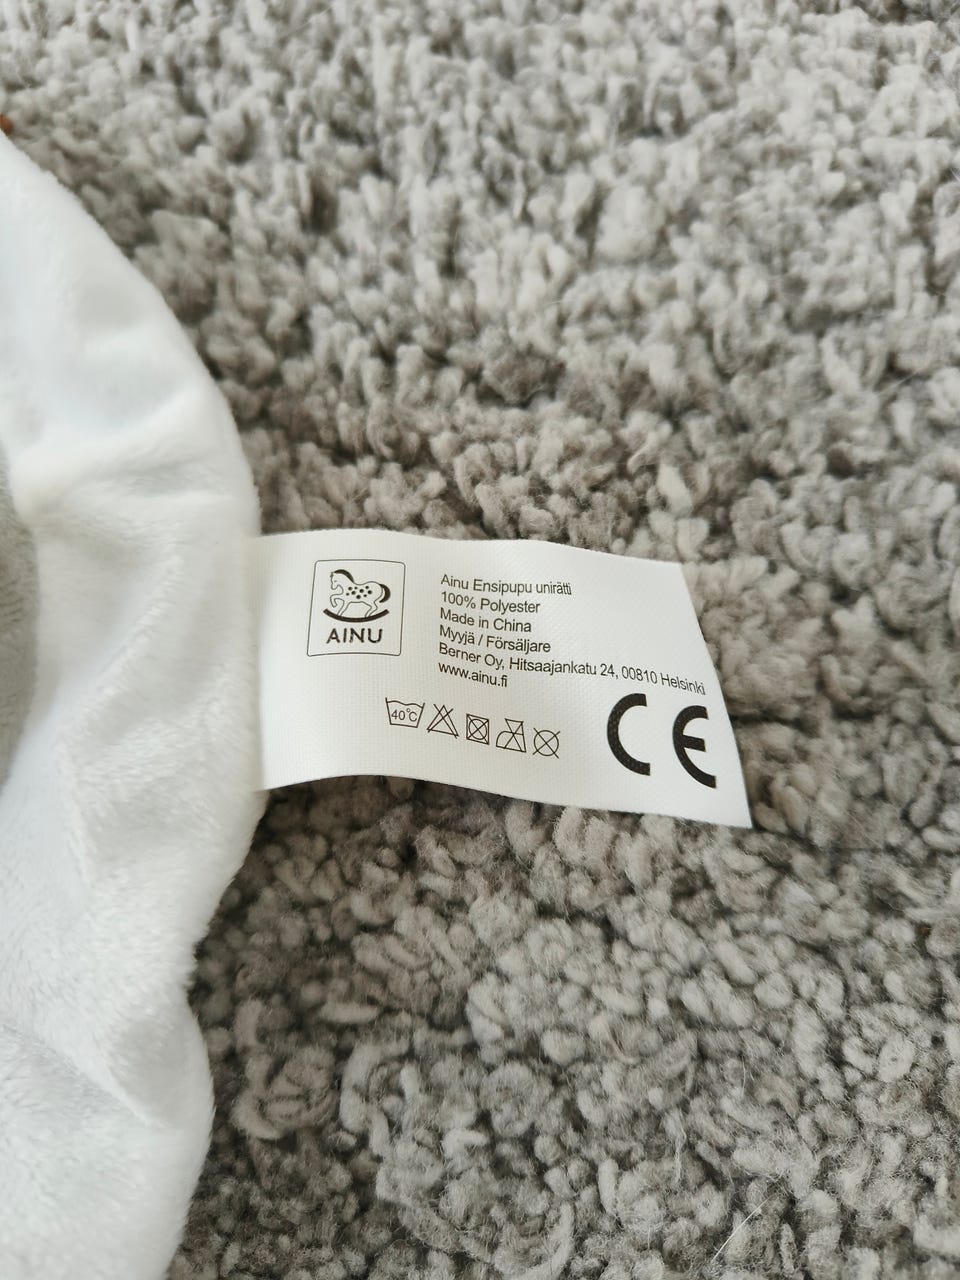 AINU
Ainu Ensipupu unirätti
100% Polyester
Made in China
Myyjä / Försäljare
Berner Oy, Hitsaajankatu 24, 00810 Helsinki
www.ainu.fi
40°C
CE